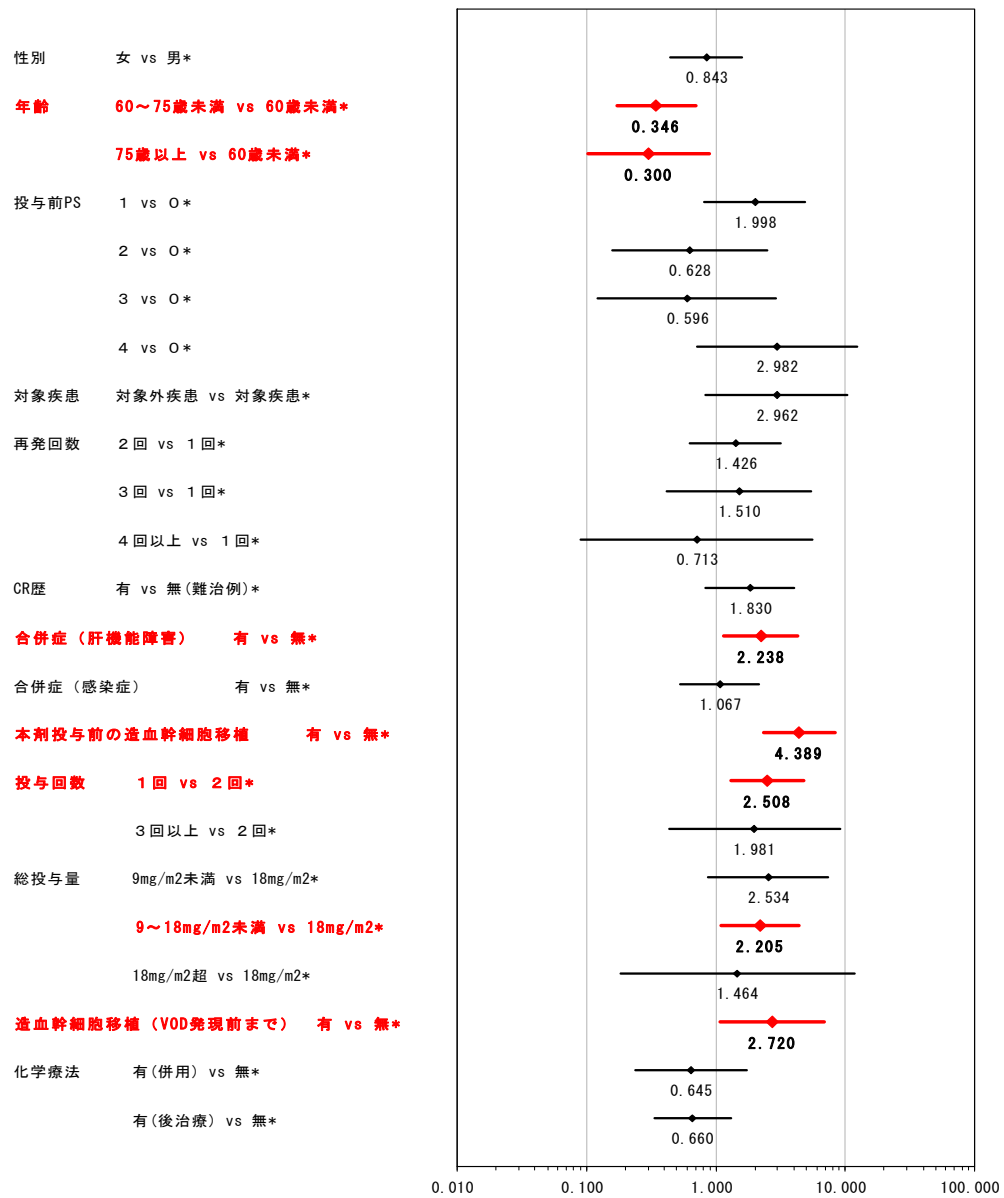 性別 女 vs 男*
0.843
年齢 60～75歳未満 vs 60歳未満*
0.346
75歳以上 vs 60歳未満*
0.300
投与前PS 1 vs 0*
1.998
2 vs 0*
0.628
3 vs 0*
0.596
4 vs 0*
2.982
対象疾患 対象外疾患 vs 対象疾患*
2.962
再発回数 2回 vs 1回*
1.426
3回 vs 1回*
1.510
4回以上 vs 1回*
0.713
CR歴 有 vs 無(難治例)*
1.830
合併症（肝機能障害） 有 vs 無*
2.238
合併症（感染症） 有 vs 無*
1.067
本剤投与前の造血幹細胞移植 有 vs 無*
4.389
投与回数 1回 vs 2回*
2.508
3回以上 vs 2回*
1.981
総投与量 9mg/m2未満 vs 18mg/m2*
2.534
9～18mg/m2未満 vs 18mg/m2*
2.205
18mg/m2超 vs 18mg/m2*
1.464
造血幹細胞移植（VOD発現前まで） 有 vs 無*
2.720
化学療法 有(併用) vs 無*
0.645
有(後治療) vs 無*
0.660
0.010 0.100 1.000 10.000 100.000